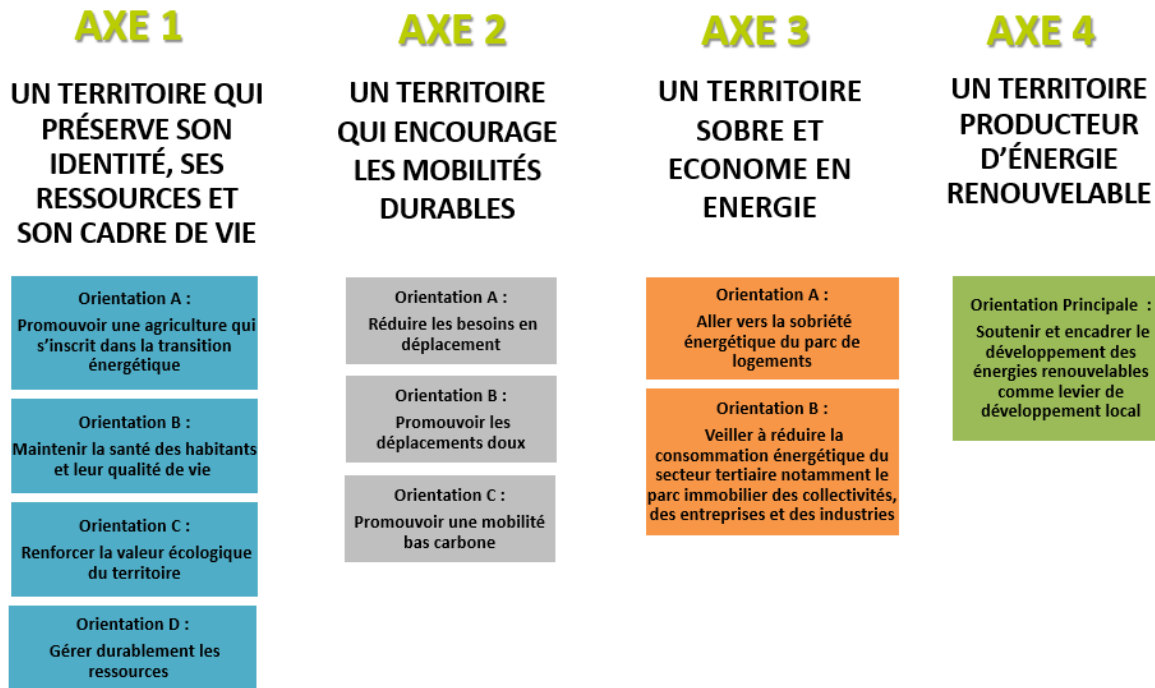 AXE 1
UN TERRITOIRE QUI
PRÉSERVE SON
IDENTITÉ, SES
RESSOURCES ET
SON CADRE DE VIE
Orientation A :
Promouvoir une agriculture qui
s’inscrit dans la transition
énergétique
Orientation B :
Maintenir la santé des habitants
et leur qualité de vie
Orientation C :
Renforcer la valeur écologique
du territoire
Orientation D :
Gérer durablement les
ressources
AXE 2
UN TERRITOIRE
QUI ENCOURAGE
LES MOBILITÉS
DURABLES
Orientation A :
Réduire les besoins en
déplacement
Orientation B :
Promouvoir les
déplacements doux
Orientation C :
Promouvoir une mobilité
bas carbone
AXE 3
UN TERRITOIRE
SOBRE ET
ECONOME EN
ENERGIE
Orientation A :
Aller vers la sobriété
énergétique du parc de
logements
Orientation B :
Veiller à réduire la
consommation énergétique du
secteur tertiaire notamment le
parc immobilier des collectivités,
des entreprises et des industries
AXE 4
UN TERRITOIRE
PRODUCTEUR
D’ÉNERGIE
RENOUVELABLE
Orientation Principale :
Soutenir et encadrer le
développement des
énergies renouvelables
comme levier de
développement local